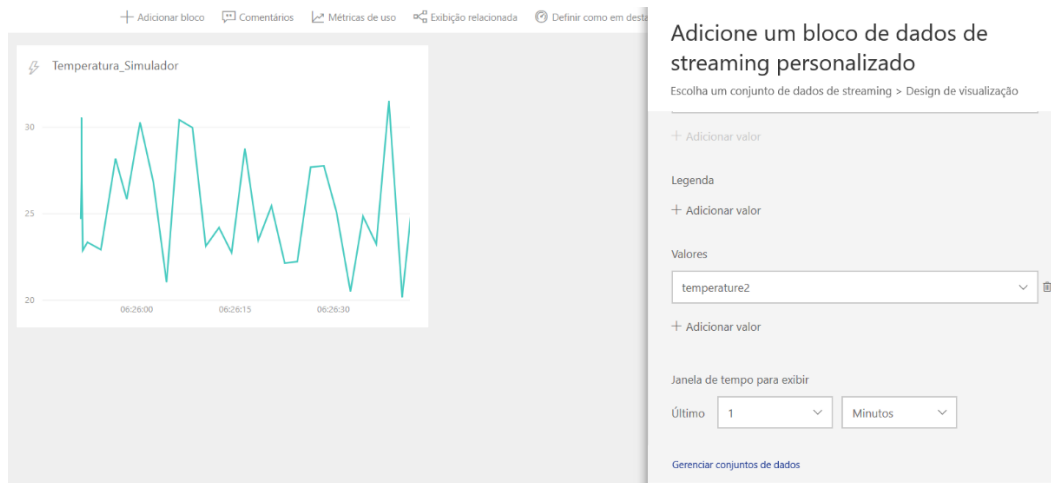 Adicionar bloco Comentários Métricas de uso Exibição relacionada Definir como em desta
Temperatura_Simulador
30
25
20
06:26:00 06:26:15 06:26:30
Adicione um bloco de dados de
streaming personalizado
Escolha um conjunto de dados de streaming > Design de visualização
+ Adicionar valor
Legenda
+ Adicionar valor
Valores
temperature2
+ Adicionar valor
Janela de tempo para exibir
Último 1 Minutos
Gerenciar conjuntos de dados